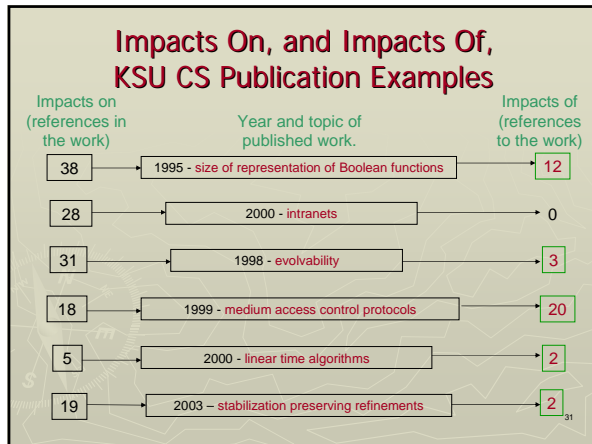 Impacts On, and Impacts Of,
KSU CS Publication Examples
Impacts on
(references in
the work)
Year and topic of
published work.
Impacts of
(references
to the work)
38 1995 - size of representation of Boolean functions 12
28 2000 - intranets 0
31 1998 - evolvability 3
18 1999 - medium access control protocols 20
5 2000 - linear time algorithms 2
19 2003 – stabilization preserving refinements 2
31